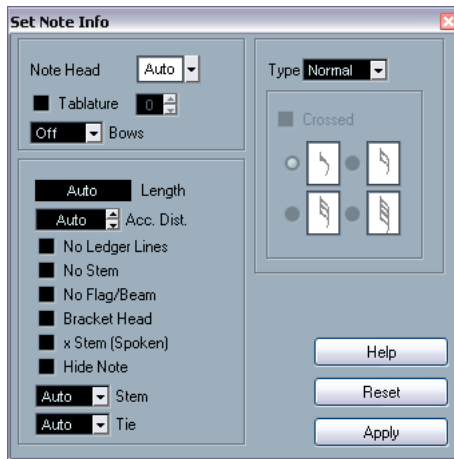 Set Note Info
Note Head Auto
Tablature 0
Off Bows
Auto Length
Auto Acc. Dist.
No Ledger Lines
No Stem
No Flag/Beam
Bracket Head
x Stem (Spoken)
Hide Note
Auto Stem
Auto Tie
Type Normal
Crossed
Help
Reset
Apply